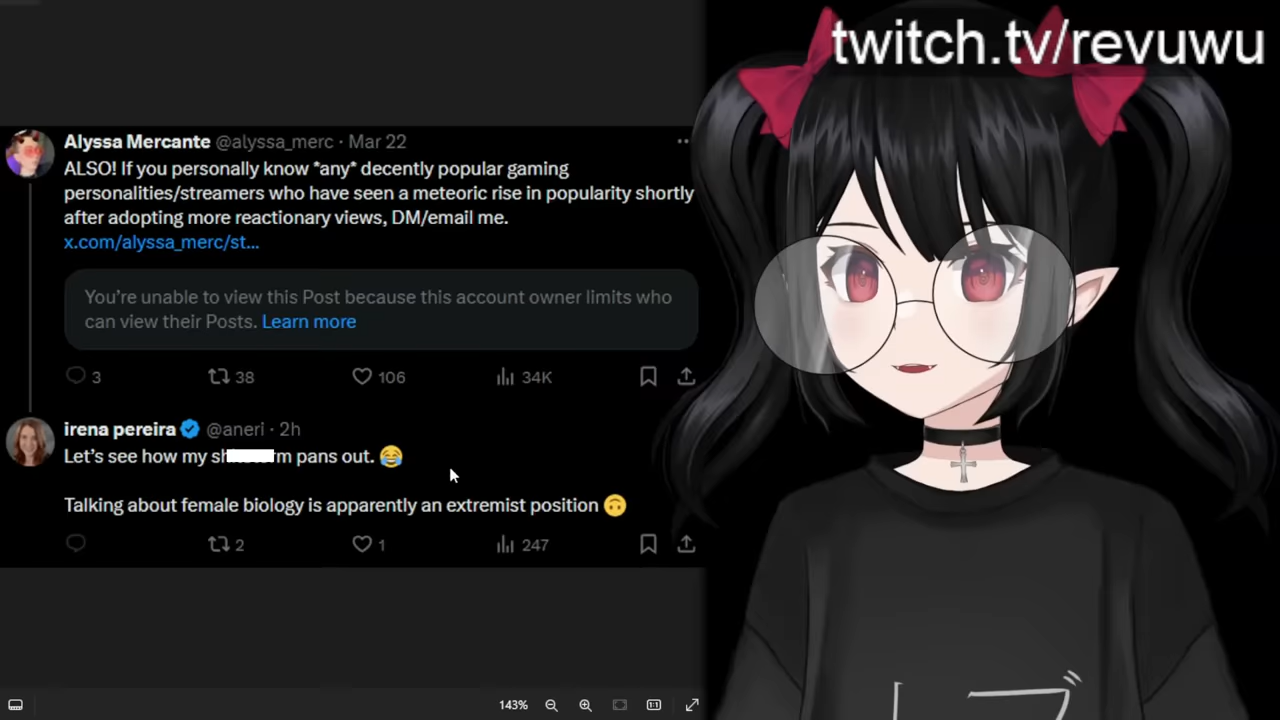 twitch.tv/revuwu
Alyssa Mercante @alyssa_merc · Mar 22
ALSO! If you personally know *any* decently popular gaming
personalities/streamers who have seen a meteoric rise in popularity shortly
after adopting more reactionary views, DM/email me.
x.com/alyssa_merc/st...
You're unable to view this Post because this account owner limits who
can view their Posts. Learn more
3 38 106 34K
irena pereira @aneri · 2h
Let's see how my sh m pans out. 😂
Talking about female biology is apparently an extremist position 🙃
2 1 247
143%